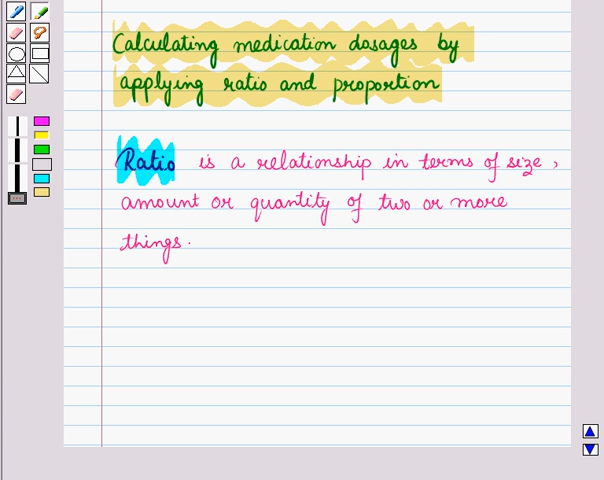 Calculating medication dosages by
applying ratio and proportion
Ratio is a relationship in terms of size,
amount or quantity of two or more
things.